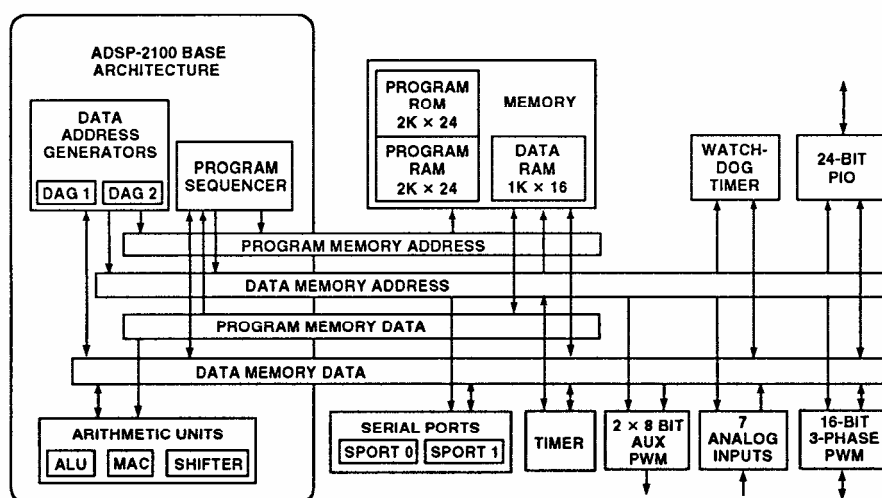 ADSP-2100 BASE
ARCHITECTURE
DATA
ADDRESS
GENERATORS
DAG 1
DAG 2
PROGRAM
SEQUENCER
PROGRAM
ROM
2K × 24
PROGRAM
RAM
2K × 24
MEMORY
DATA
RAM
1K × 16
WATCH-
DOG
TIMER
24-BIT
PIO
PROGRAM MEMORY ADDRESS
DATA MEMORY ADDRESS
PROGRAM MEMORY DATA
DATA MEMORY DATA
ARITHMETIC UNITS
ALU
MAC
SHIFTER
SERIAL PORTS
SPORT 0
SPORT 1
TIMER
2 × 8 BIT
AUX
PWM
7
ANALOG
INPUTS
16-BIT
3-PHASE
PWM